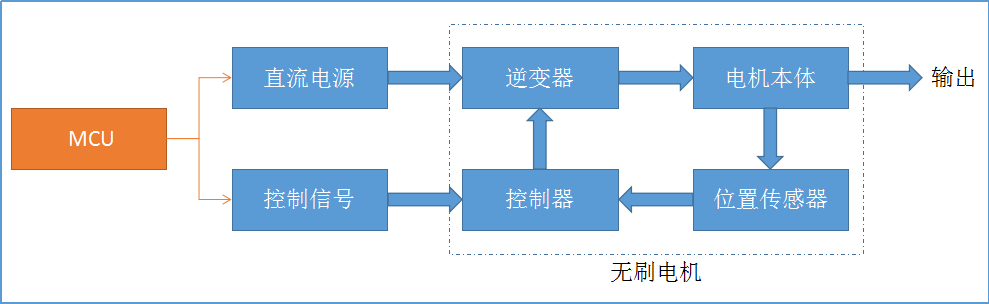 直流电源
逆变器
电机本体
输出
MCU
控制信号
控制器
位置传感器
无刷电机